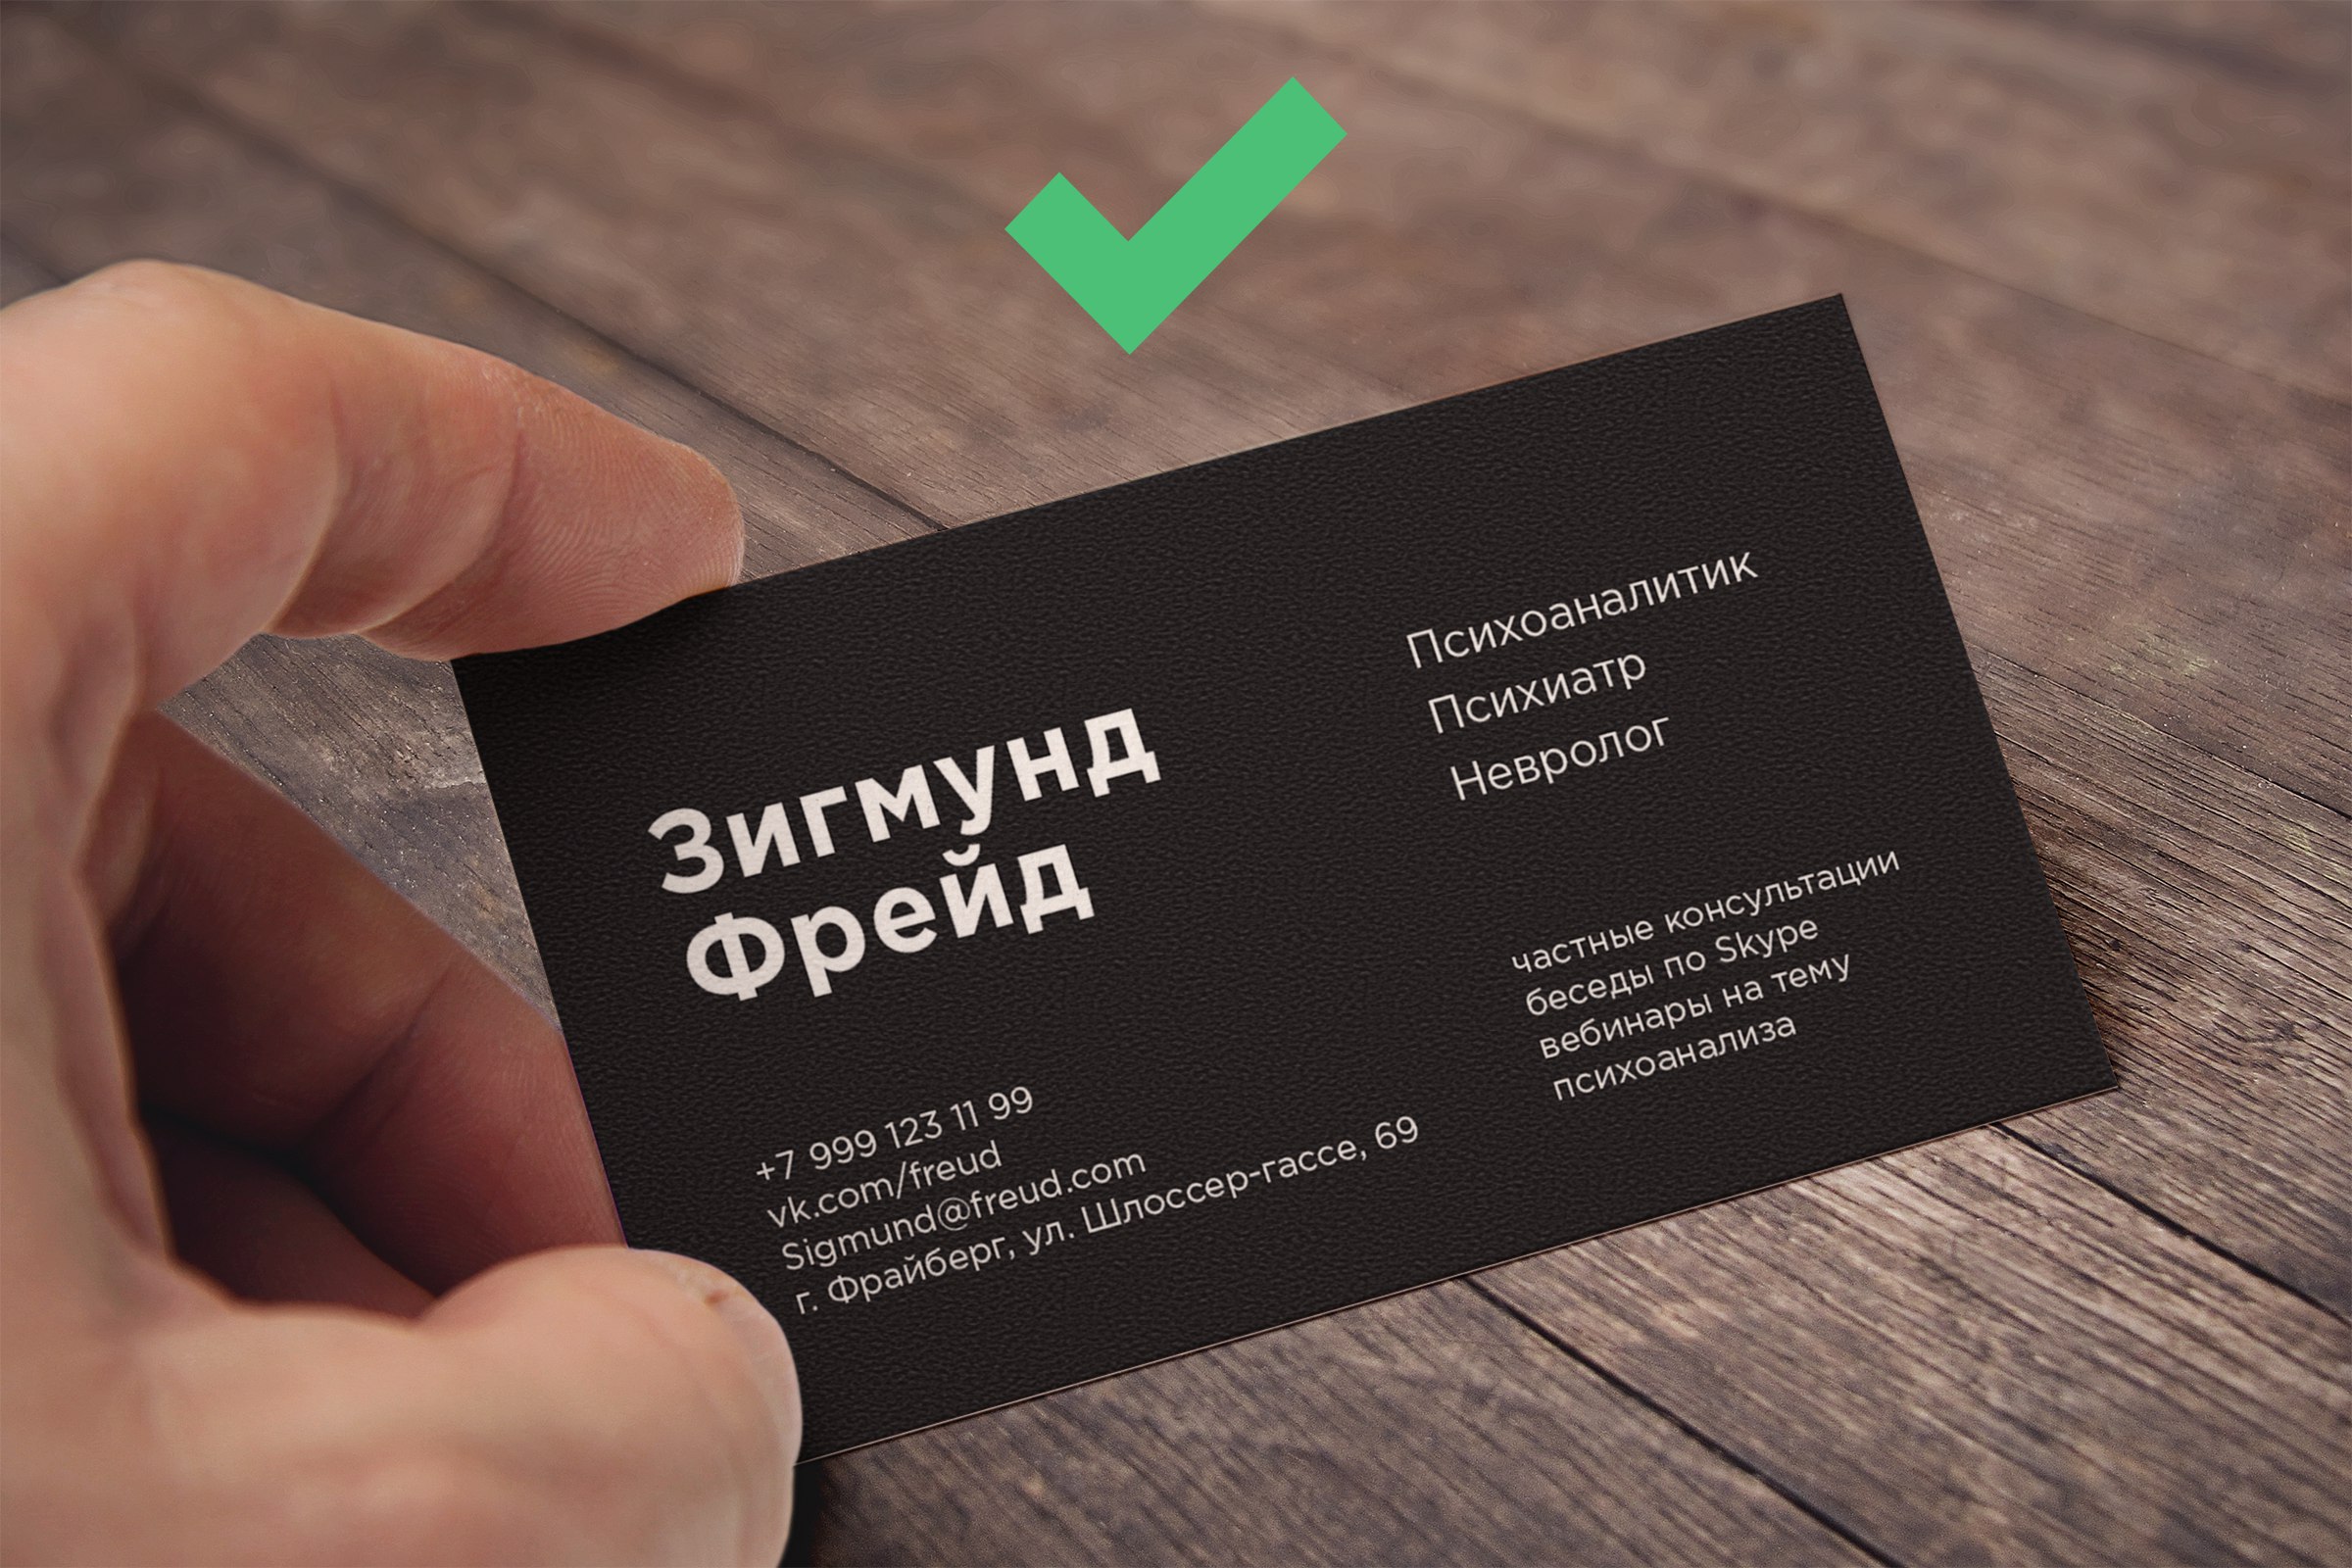 Зигмунд
Фрейд
Психоаналитик
Психиатр
Невролог
частные консультации
беседы по Skype
вебинары на тему
психоанализа
+7 999 123 11 99
vk.com/freud
Sigmund@freud.com
г. Фрайберг, ул. Шлоссер-гассе, 69